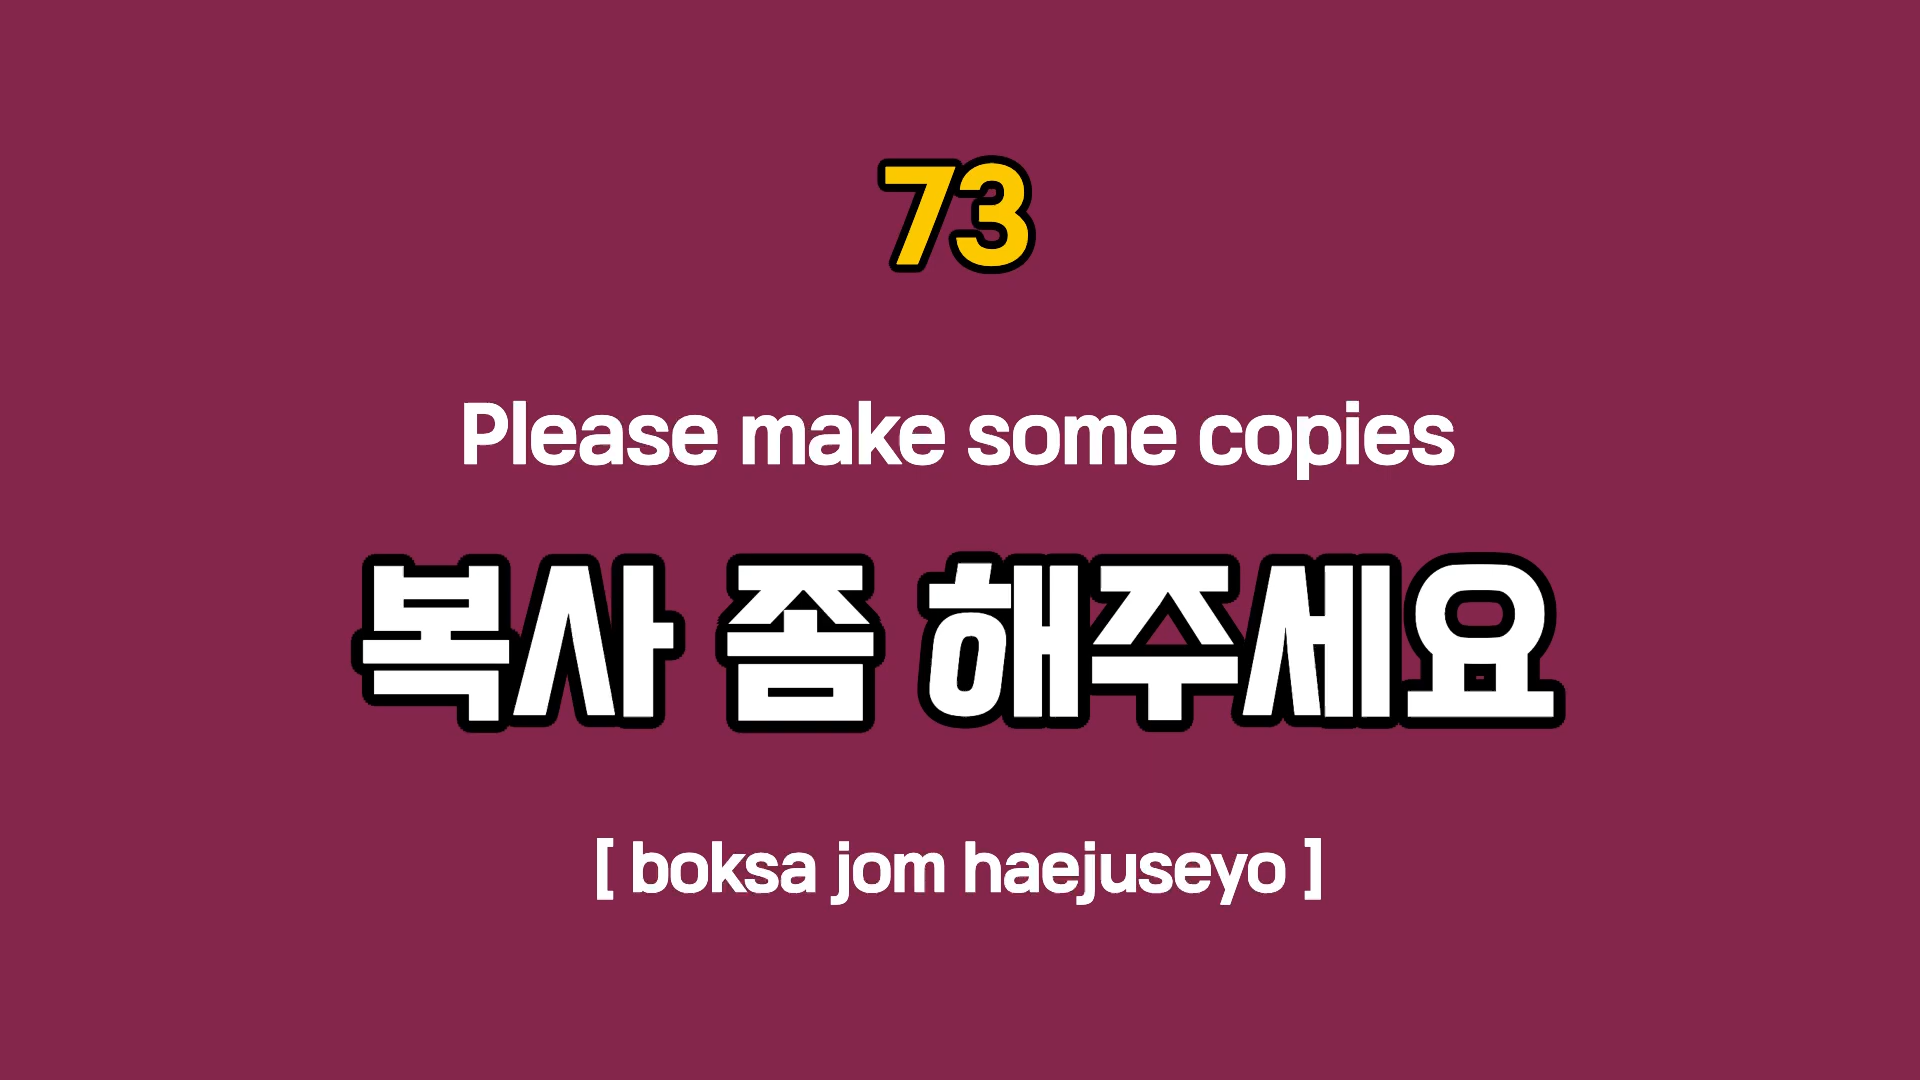 73
Please make some copies
복사 좀 해주세요
[ boksa jom haejuseyo ]